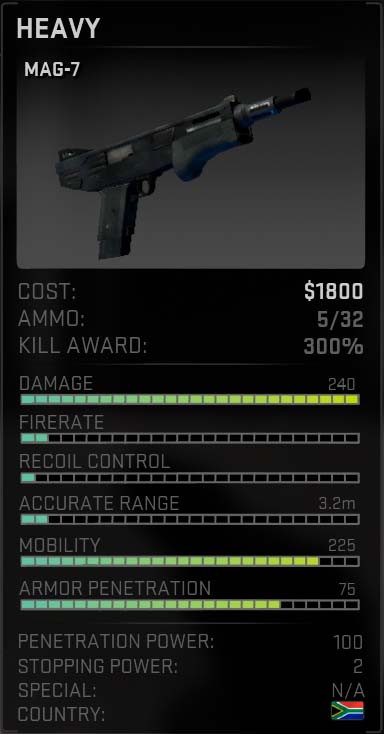 HEAVY
MAG-7
COST: $1800
AMMO: 5/32
KILL AWARD: 300%
DAMAGE 240
FIRERATE
RECOIL CONTROL
ACCURATE RANGE 3.2m
MOBILITY 225
ARMOR PENETRATION 75
PENETRATION POWER: 100
STOPPING POWER: 2
SPECIAL: N/A
COUNTRY: